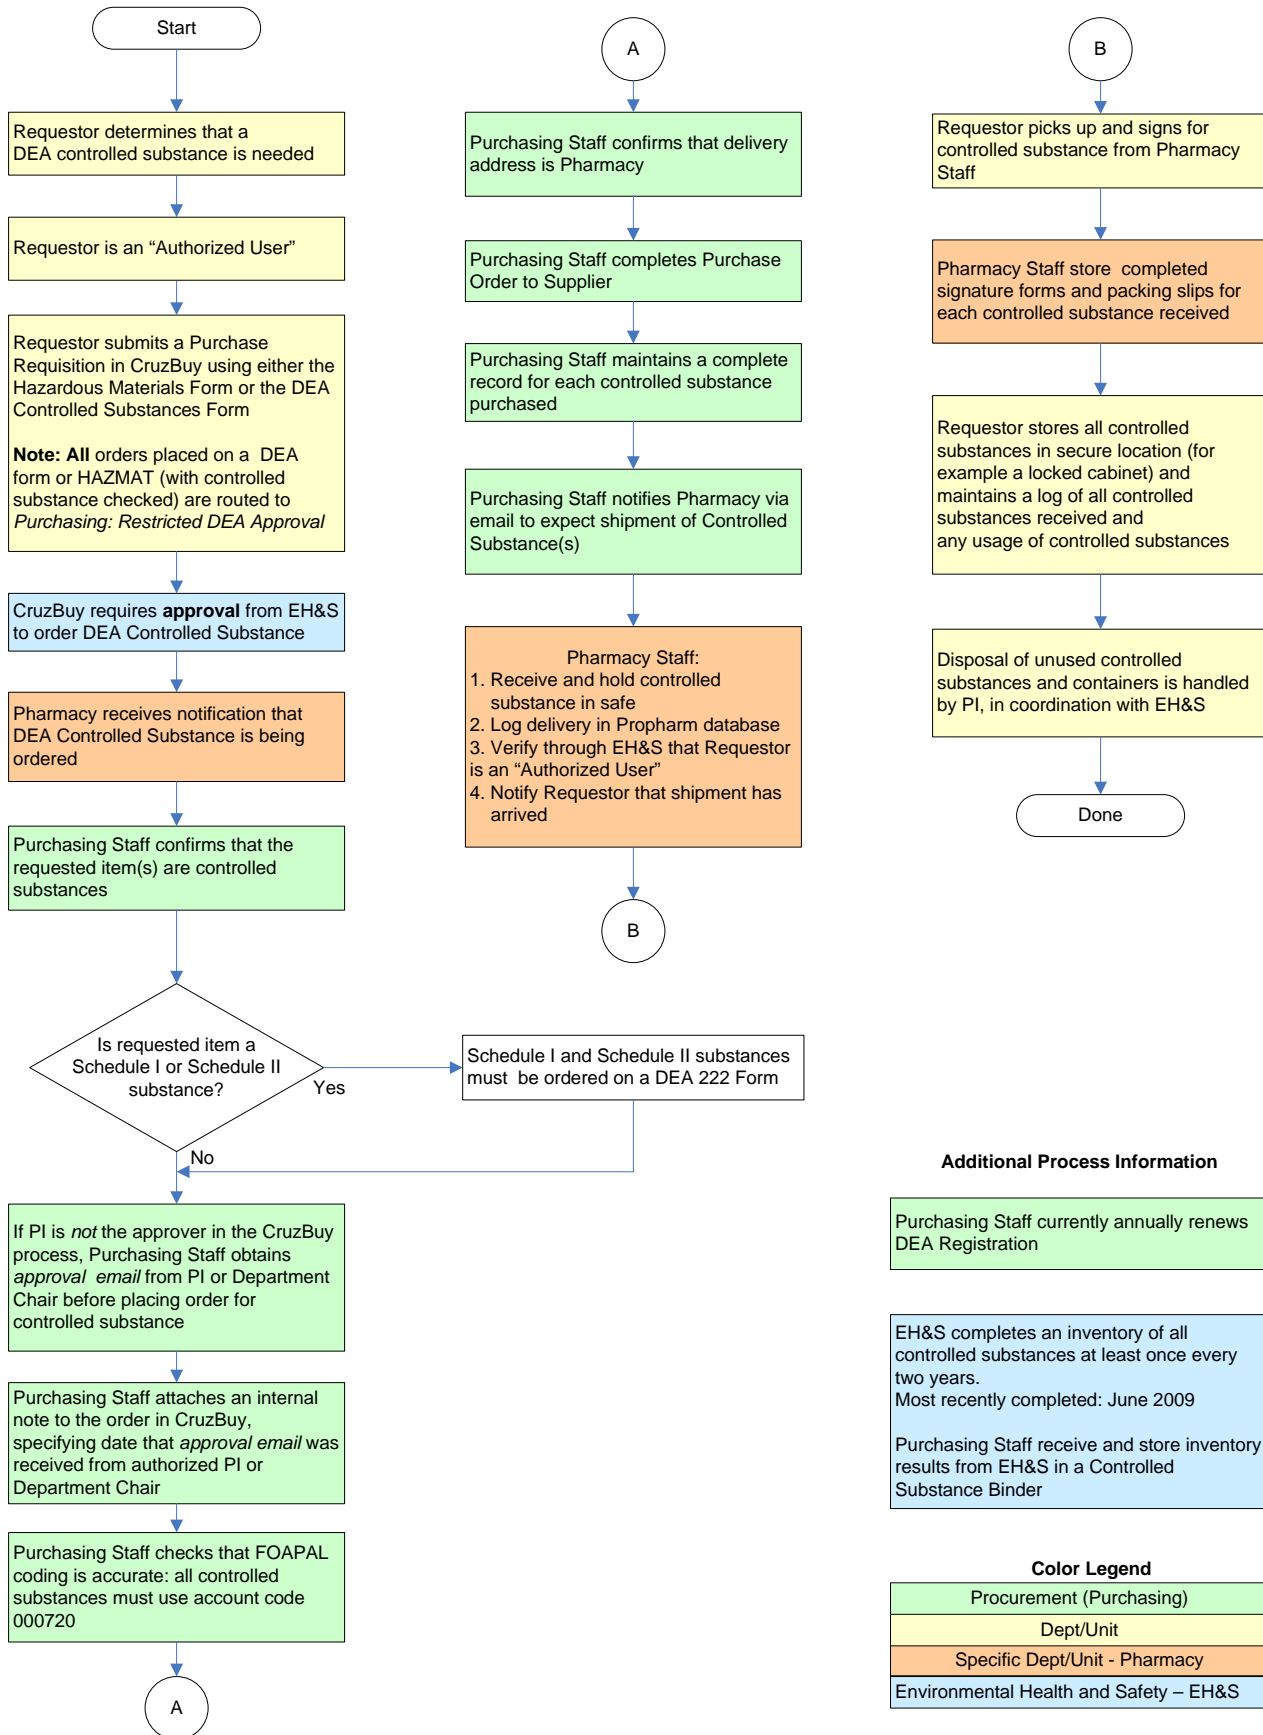 Start
Requestor determines that a
DEA controlled substance is needed
Requestor is an “Authorized User”
Requestor submits a Purchase
Requisition in CruzBuy using either the
Hazardous Materials Form or the DEA
Controlled Substances Form
Note: All orders placed on a DEA
form or HAZMAT (with controlled
substance checked) are routed to
Purchasing: Restricted DEA Approval
CruzBuy requires approval from EH&S
to order DEA Controlled Substance
Pharmacy receives notification that
DEA Controlled Substance is being
ordered
Purchasing Staff confirms that the
requested item(s) are controlled
substances
Is requested item a
Schedule I or Schedule II
substance?
Yes
Schedule I and Schedule II substances
must be ordered on a DEA 222 Form
No
If PI is not the approver in the CruzBuy
process, Purchasing Staff obtains
approval email from PI or Department
Chair before placing order for
controlled substance
Purchasing Staff attaches an internal
note to the order in CruzBuy,
specifying date that approval email was
received from authorized PI or
Department Chair
Purchasing Staff checks that FOAPAL
coding is accurate: all controlled
substances must use account code
000720
A
A
Purchasing Staff confirms that delivery
address is Pharmacy
Purchasing Staff completes Purchase
Order to Supplier
Purchasing Staff maintains a complete
record for each controlled substance
purchased
Purchasing Staff notifies Pharmacy via
email to expect shipment of Controlled
Substance(s)
Pharmacy Staff:
1. Receive and hold controlled
substance in safe
2. Log delivery in Propharm database
3. Verify through EH&S that Requestor
is an “Authorized User”
4. Notify Requestor that shipment has
arrived
B
B
Requestor picks up and signs for
controlled substance from Pharmacy
Staff
Pharmacy Staff store completed
signature forms and packing slips for
each controlled substance received
Requestor stores all controlled
substances in secure location (for
example a locked cabinet) and
maintains a log of all controlled
substances received and
any usage of controlled substances
Disposal of unused controlled
substances and containers is handled
by PI, in coordination with EH&S
Done
Additional Process Information
Purchasing Staff currently annually renews
DEA Registration
EH&S completes an inventory of all
controlled substances at least once every
two years.
Most recently completed: June 2009
Purchasing Staff receive and store inventory
results from EH&S in a Controlled
Substance Binder
Color Legend
Procurement (Purchasing)
Dept/Unit
Specific Dept/Unit - Pharmacy
Environmental Health and Safety – EH&S